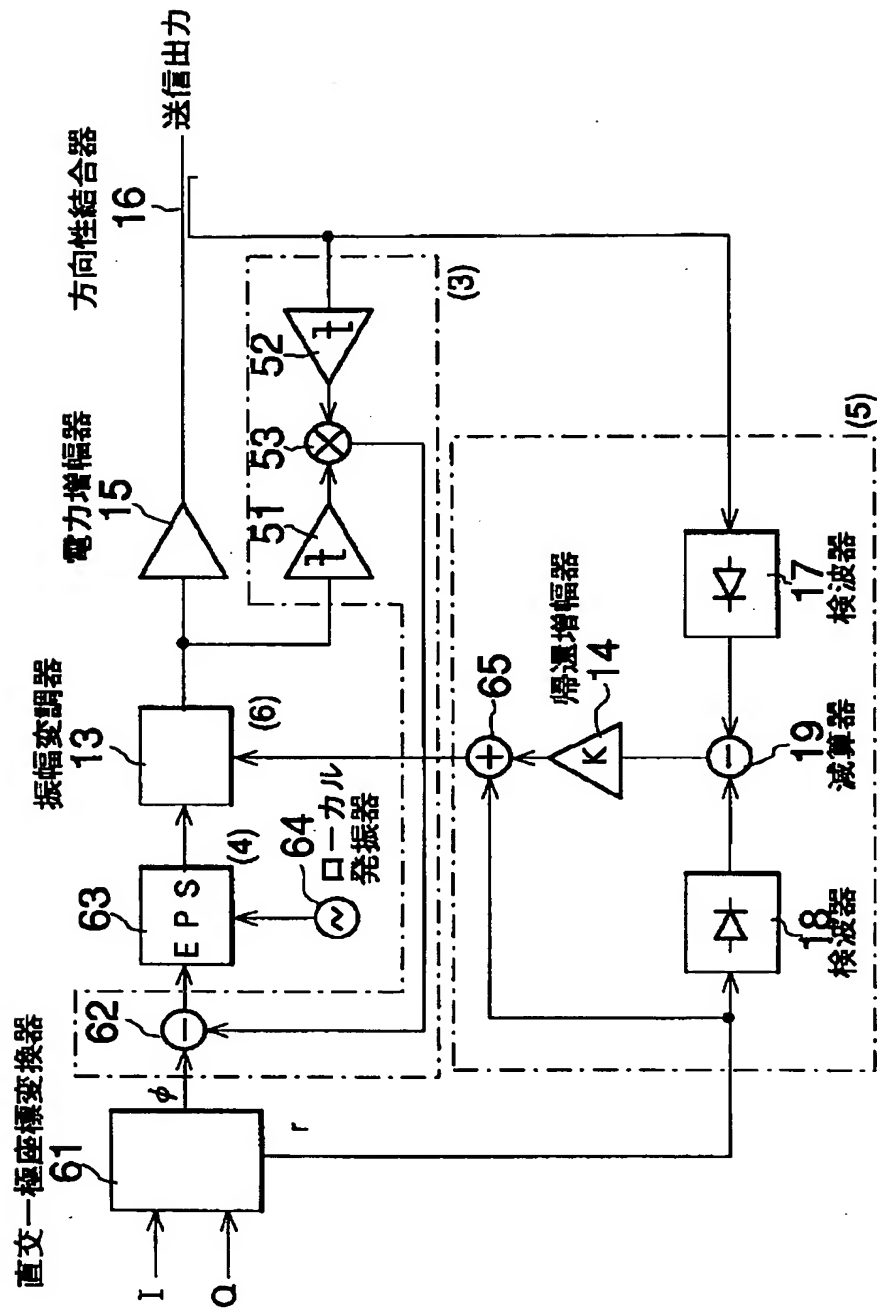 直交一極座標変換器
61
I
Q
φ
r
62
63
EPS
(4)
64
ローカル
発振器
振幅変調器
13
(6)
電力増幅器
15
方向性結合器
16
送信出力
51
53
52
(3)
65
帰還増幅器
14
K
18
検波器
19
減算器
17
検波器
(5)